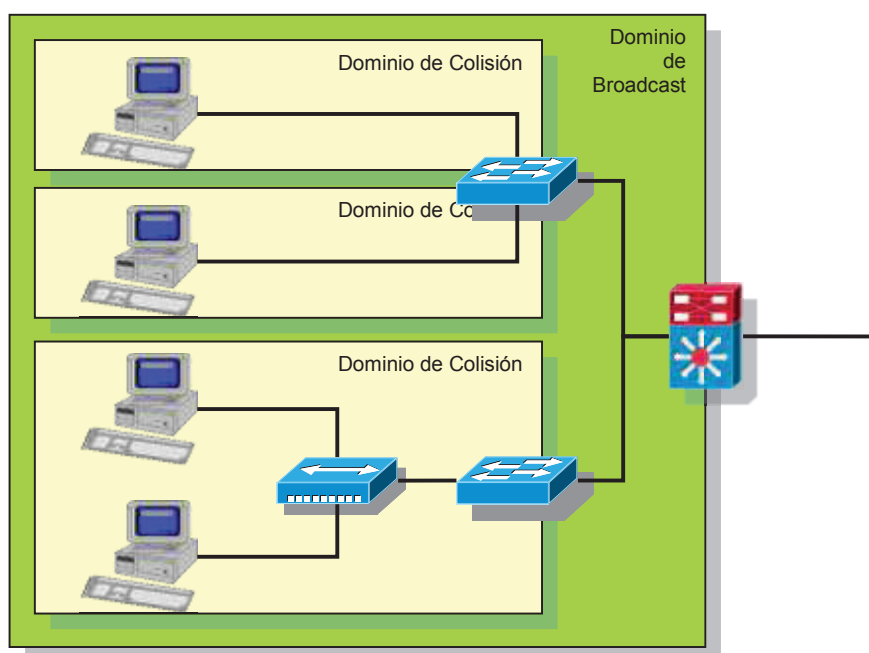 Dominio
de
Broadcast
Dominio de Colisión
Dominio de Co
Dominio de Colisión